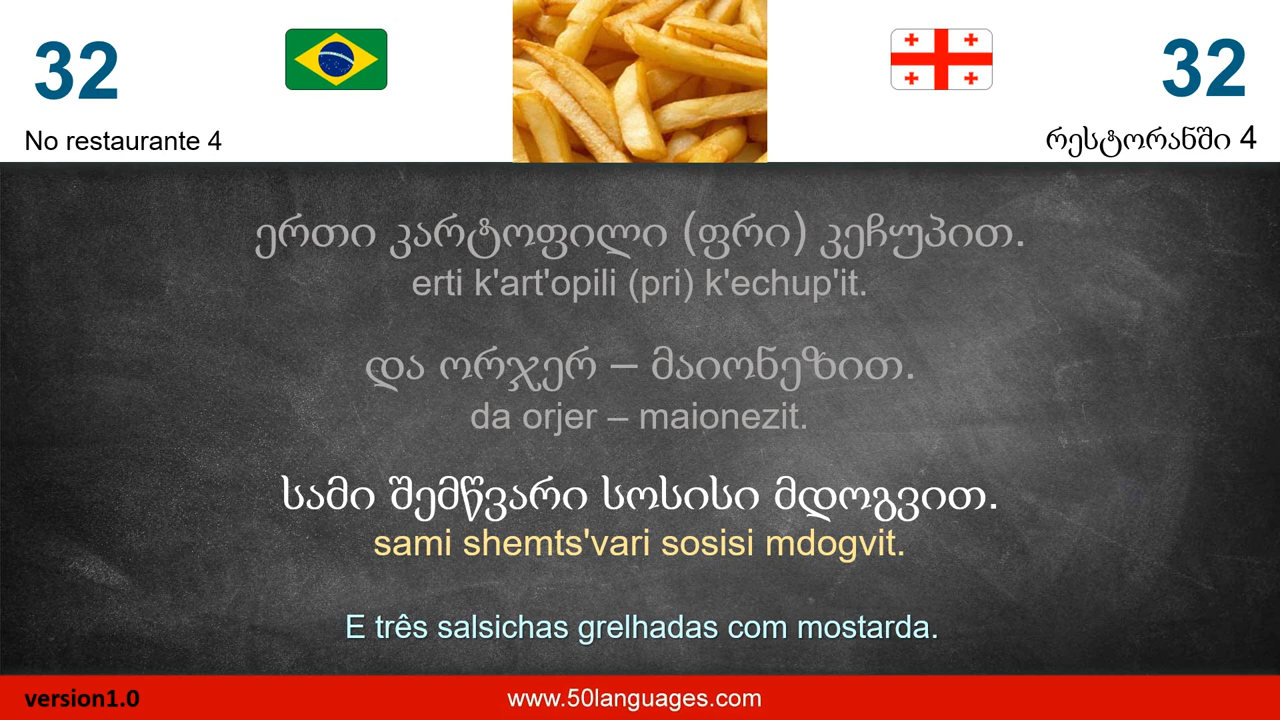 32
32
No restaurante 4
რესტორანში 4
ერთი კარტოფილი (ფრი) კეჩუპით.
erti k'art'opili (pri) k'echup'it.
და ორჯერ – მაიონეზით.
da orjer – maionezit.
სამი შემწვარი სოსისი მდოგვით.
sami shemts'vari sosisi mdogvit.
E três salsichas grelhadas com mostarda.
version1.0
www.50languages.com